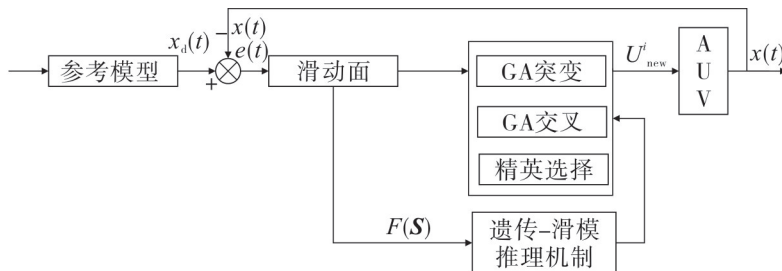 x_d(t)
−x(t)
e(t)
+
参考模型
滑动面
GA突变
GA交叉
精英选择
U^i_new
A
U
V
x(t)
F(S)
遗传-滑模
推理机制